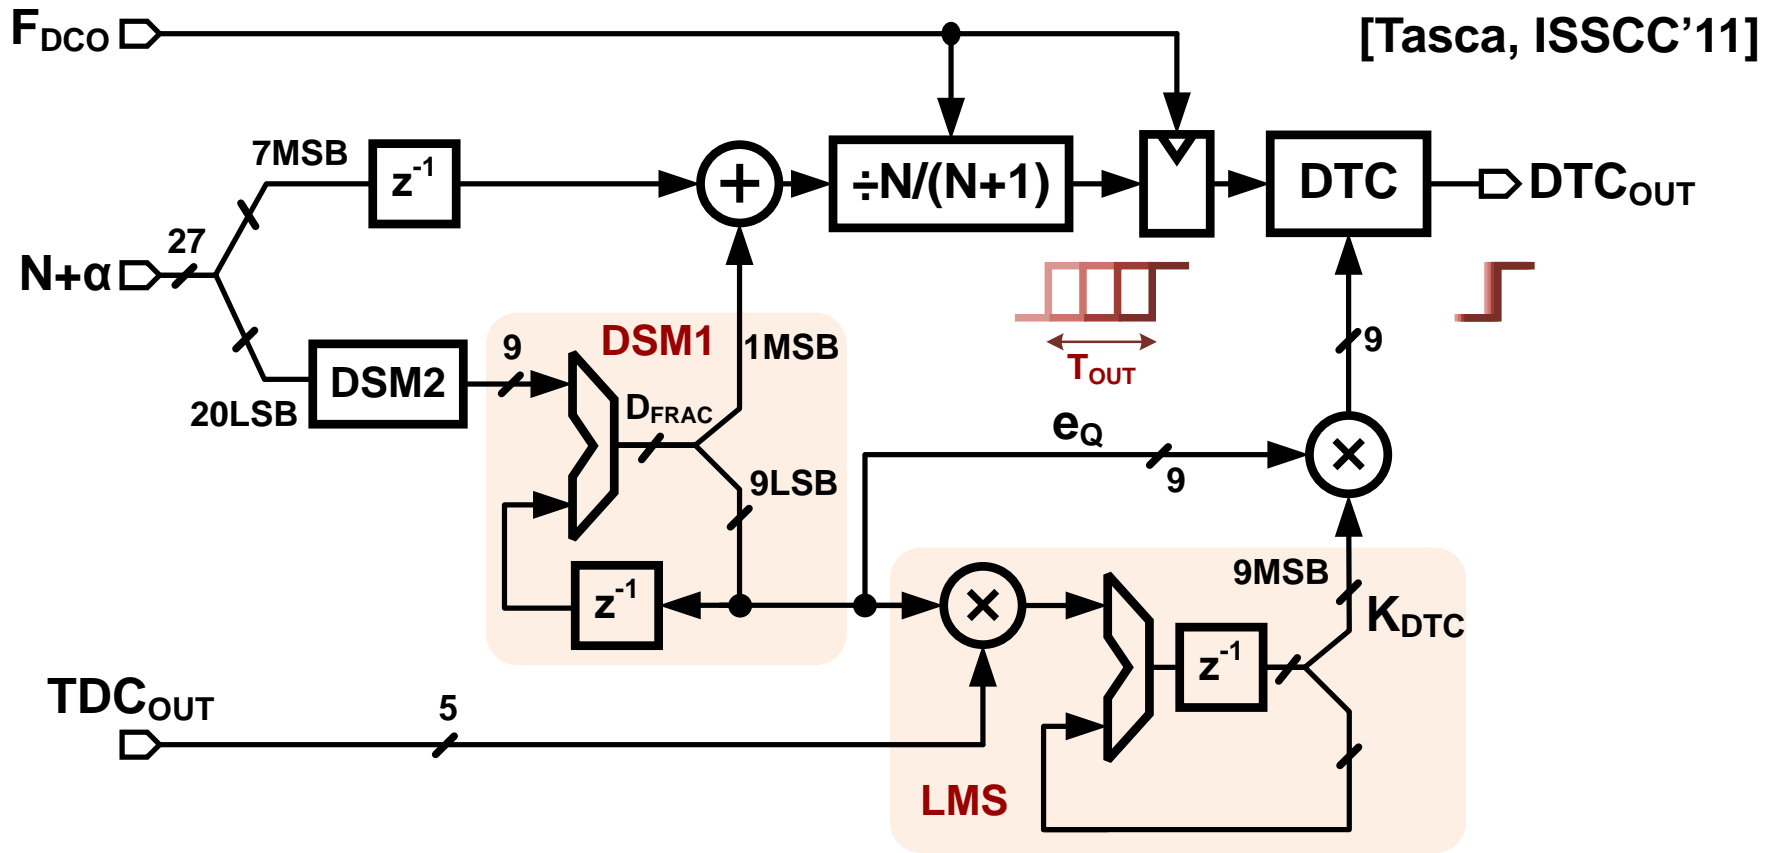 F_DCO
[Tasca, ISSCC'11]
7MSB
z⁻¹
+
÷N/(N+1)
DTC
DTC_OUT
27
N+α
DSM1
9
1MSB
T_OUT
9
DSM2
20LSB
D_FRAC
e_Q
×
9LSB
9
z⁻¹
×
9MSB
K_DTC
z⁻¹
TDC_OUT
5
LMS